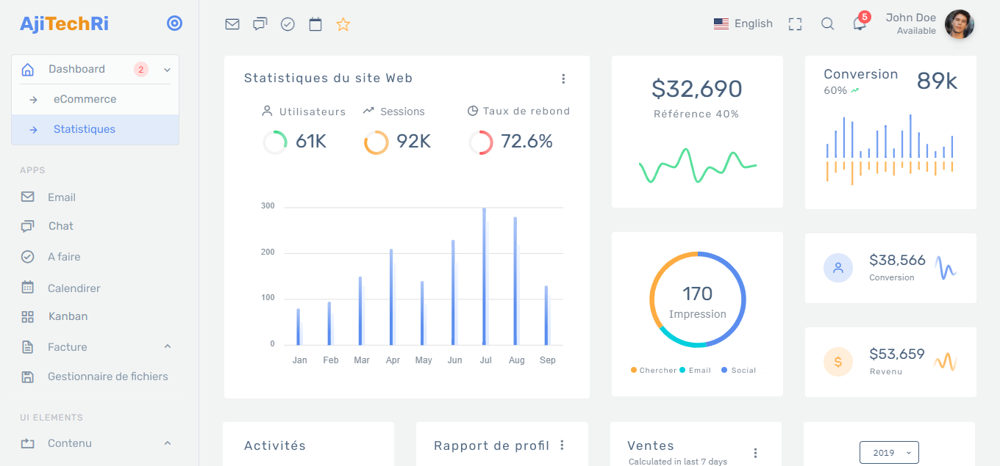 AjiTechRi
Dashboard 2
eCommerce
Statistiques
APPS
Email
Chat
A faire
Calendirer
Kanban
Facture
Gestionnaire de fichiers
UI ELEMENTS
Contenu
English
5
John Doe
Available
Statistiques du site Web
Utilisateurs Sessions Taux de rebond
61K 92K 72.6%
300
200
100
0
Jan Feb Mar Apr May Jun Jul Aug Sep
$32,690
Référence 40%
Conversion 89k
60%
170
Impression
Chercher Email Social
$38,566
Conversion
$
$53,659
Revenu
Activités
Rapport de profil
Ventes
Calculated in last 7 days
2019